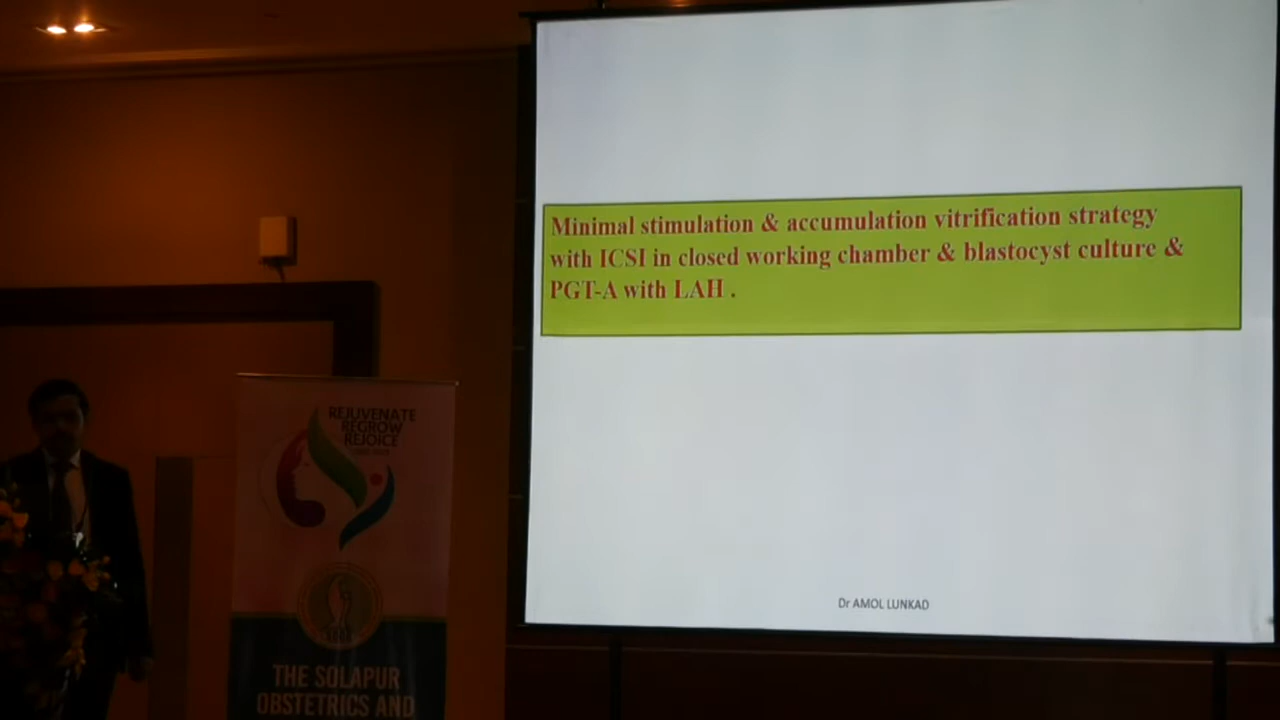 Minimal stimulation & accumulation vitrification strategy
with ICSI in closed working chamber & blastocyst culture &
PGT-A with LAH .
Dr AMOL LUNKAD
REJUVENATE
REGROW
REJOICE
THE SOLAPUR
OBSTETRICS AND